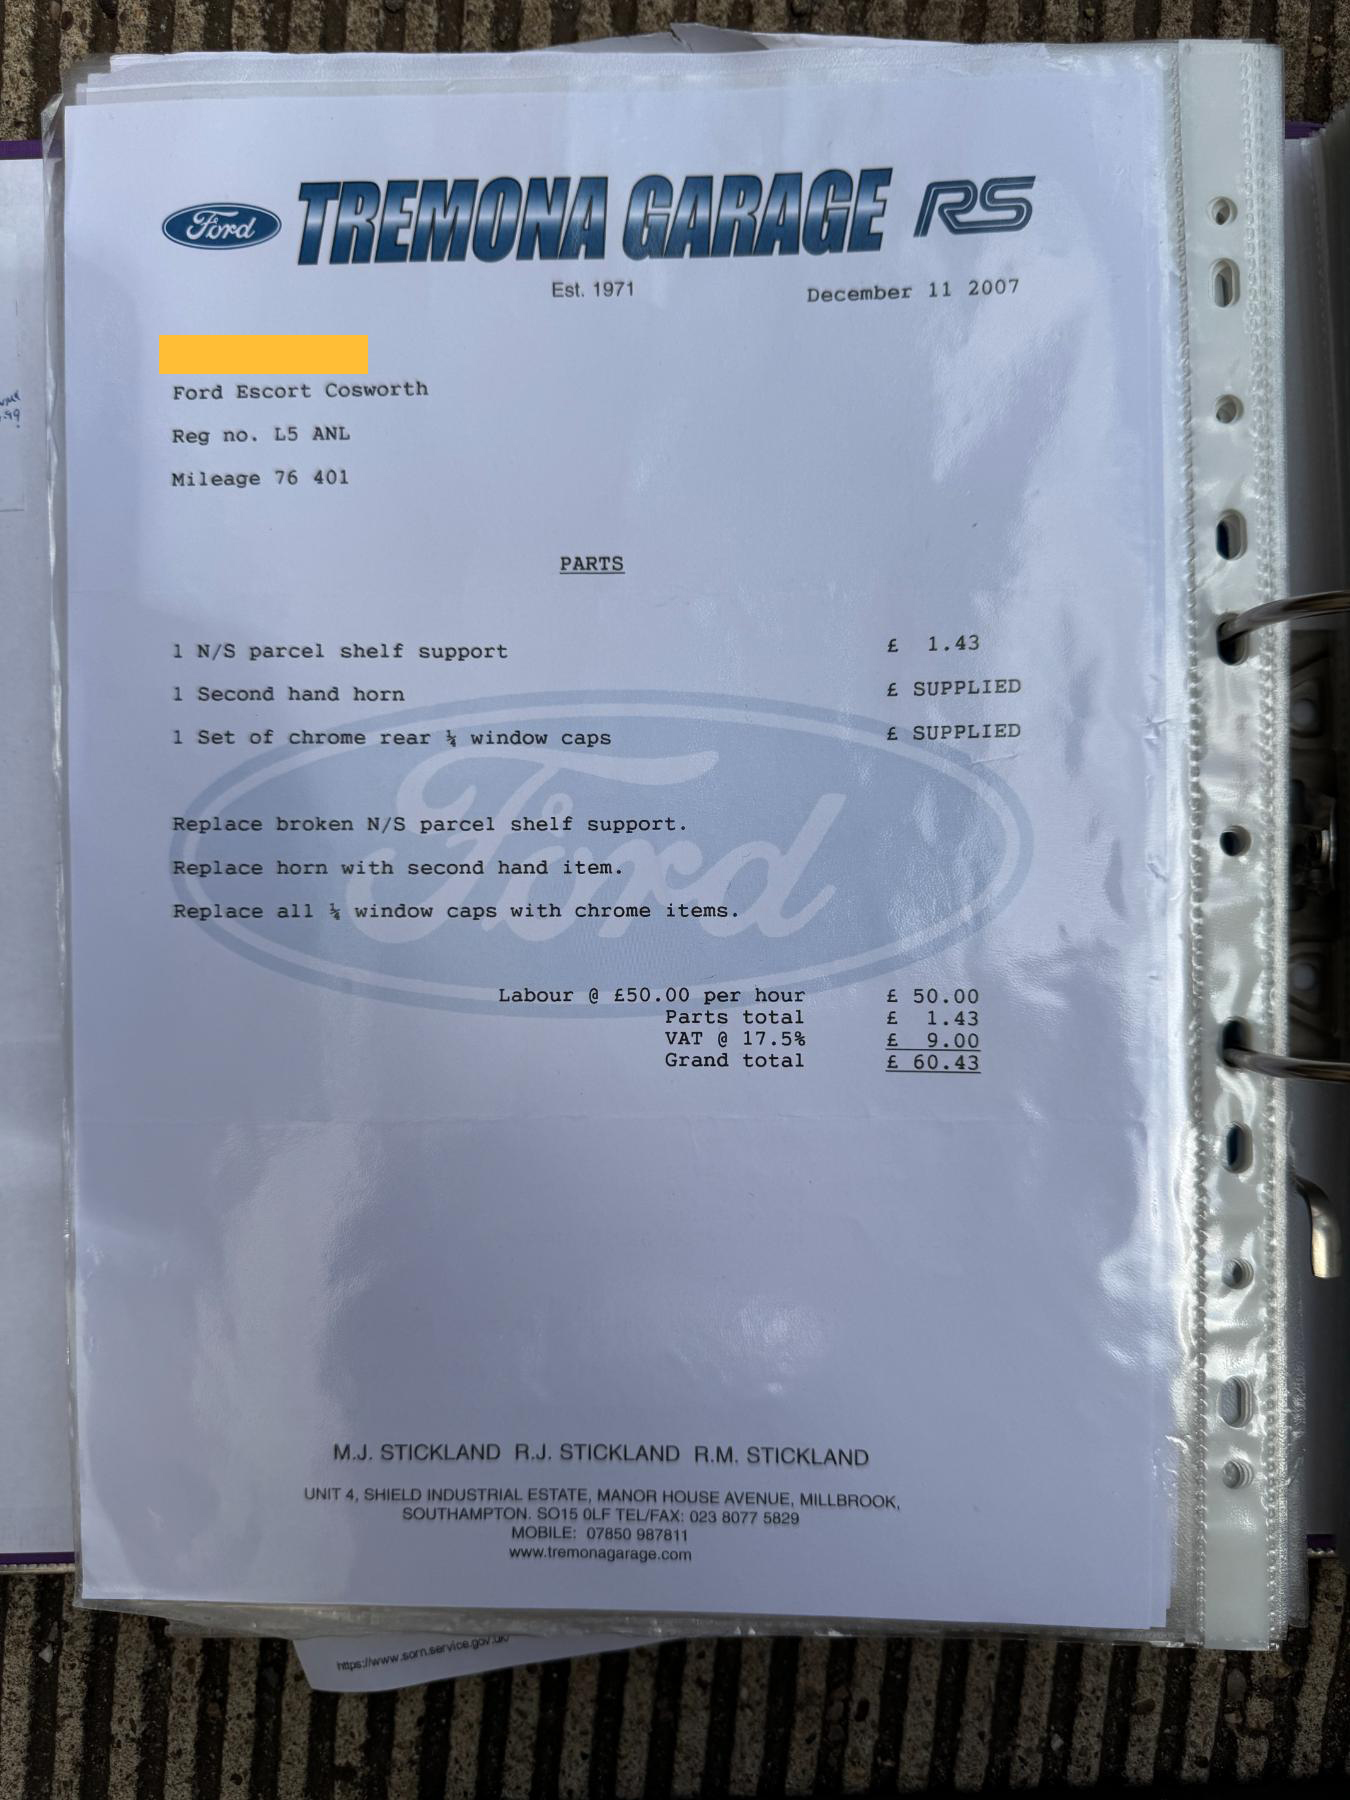 Ford TREMONA GARAGE RS
Est. 1971
December 11 2007
Ford Escort Cosworth
Reg no. L5 ANL
Mileage 76 401
PARTS
1 N/S parcel shelf support £ 1.43
1 Second hand horn £ SUPPLIED
1 Set of chrome rear ¼ window caps £ SUPPLIED
Ford
Replace broken N/S parcel shelf support.
Replace horn with second hand item.
Replace all ¼ window caps with chrome items.
Labour @ £50.00 per hour £ 50.00
Parts total £ 1.43
VAT @ 17.5% £ 9.00
Grand total £ 60.43
M.J. STICKLAND R.J. STICKLAND R.M. STICKLAND
UNIT 4, SHIELD INDUSTRIAL ESTATE, MANOR HOUSE AVENUE, MILLBROOK,
SOUTHAMPTON. SO15 0LF TEL/FAX: 023 8077 5829
MOBILE: 07850 987811
www.tremonagarage.com
https://www.sorn.service.gov.uk/